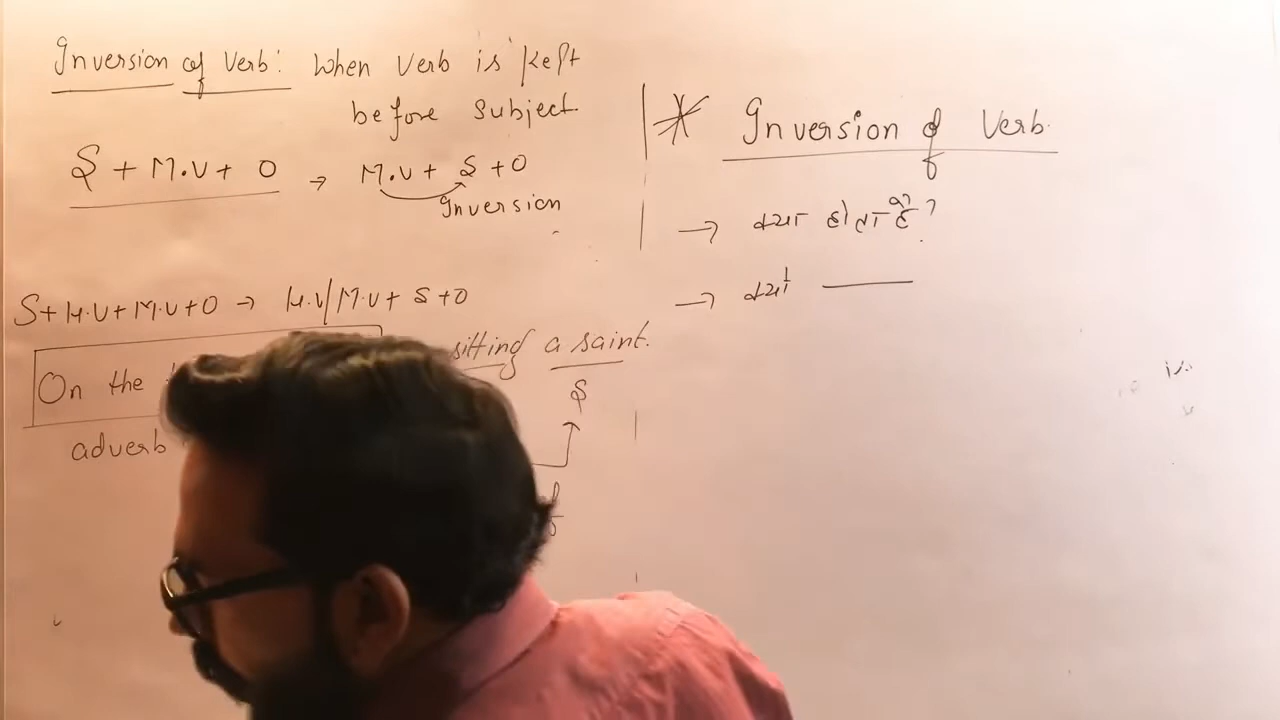 Inversion of Verb: When Verb is Kept
before Subject
S + M.V + O → M.V + S + O
Inversion
S+H.V+M.V+O → H.V/M.V + S + O
On the sitting a saint.
S
adverb
* Inversion of Verb.
→ क्या होता है?
→ क्यों